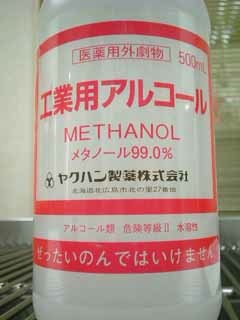 医薬用外劇物
500mL
工業用アルコール
METHANOL
メタノール99.0%
ヤクハン製薬株式会社
北海道北広島市北の里27番地
アルコール類 危険等級Ⅱ 水溶性
ぜったいのんではいけません